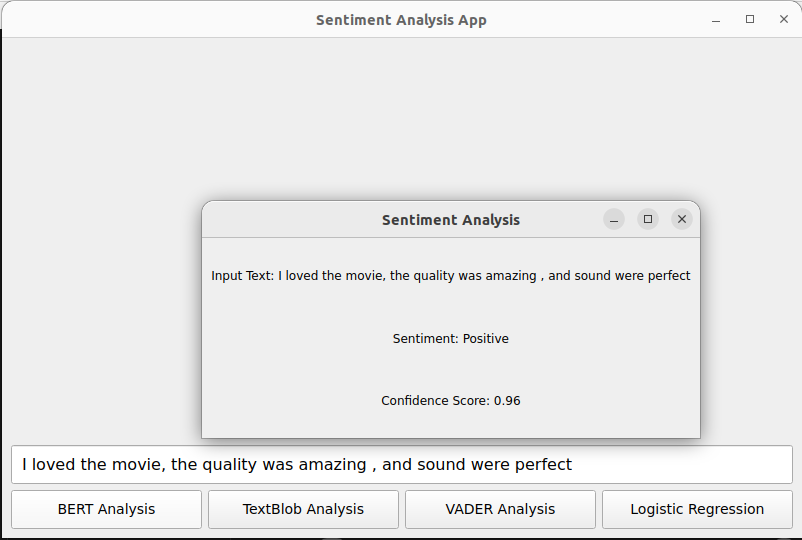 Sentiment Analysis App
Sentiment Analysis
Input Text: I loved the movie, the quality was amazing , and sound were perfect
Sentiment: Positive
Confidence Score: 0.96
I loved the movie, the quality was amazing , and sound were perfect
BERT Analysis
TextBlob Analysis
VADER Analysis
Logistic Regression